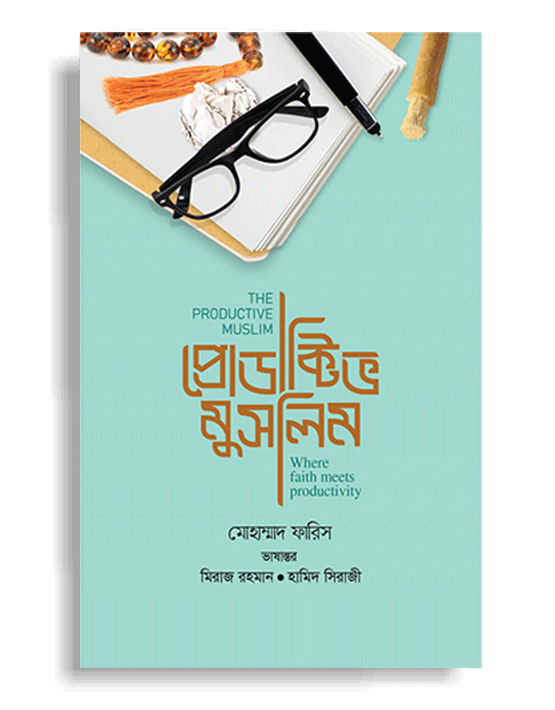 THE
PRODUCTIVE
MUSLIM
প্রোডাক্টিভ
মুসলিম
Where
faith meets
productivity
মোহাম্মাদ ফারিস
ভাষান্তর
মিরাজ রহমান ● হামিদ সিরাজী